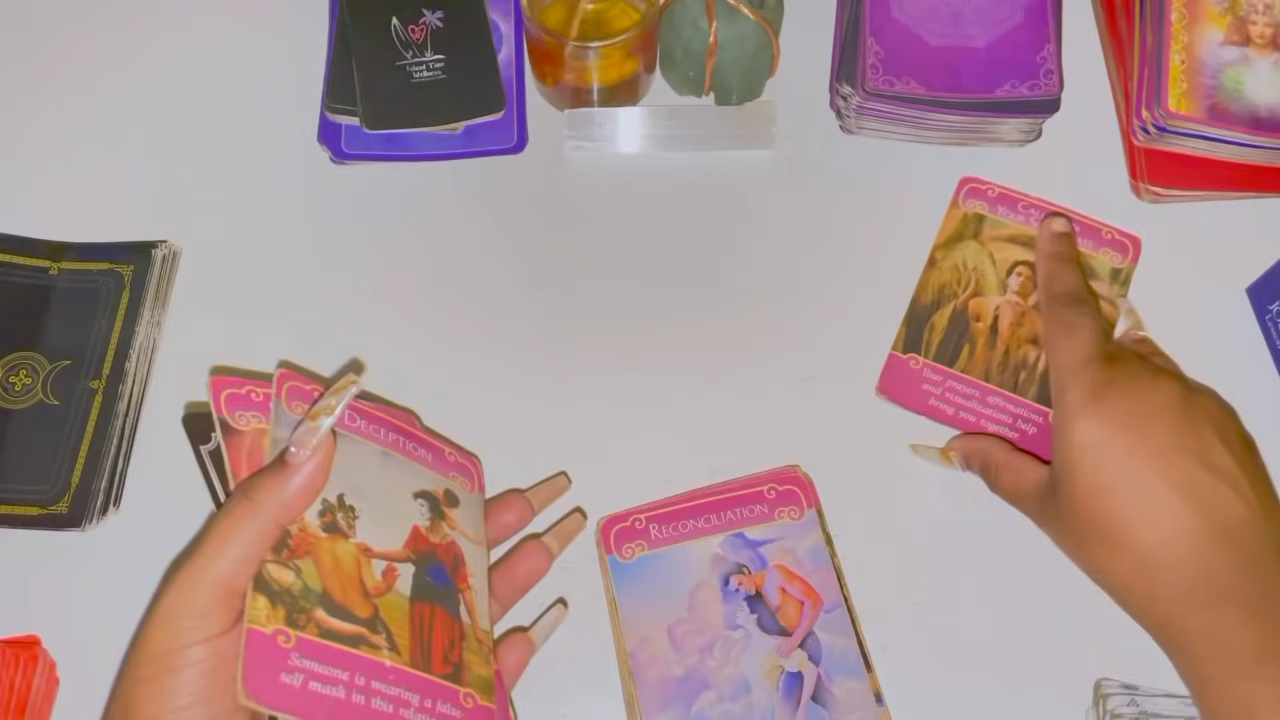 Island Time
Wellness
Your S
Your prayers, affirmations,
and visualizations help
bring you together.
Deception
Someone is wearing a false-
self mask in this
Reconciliation